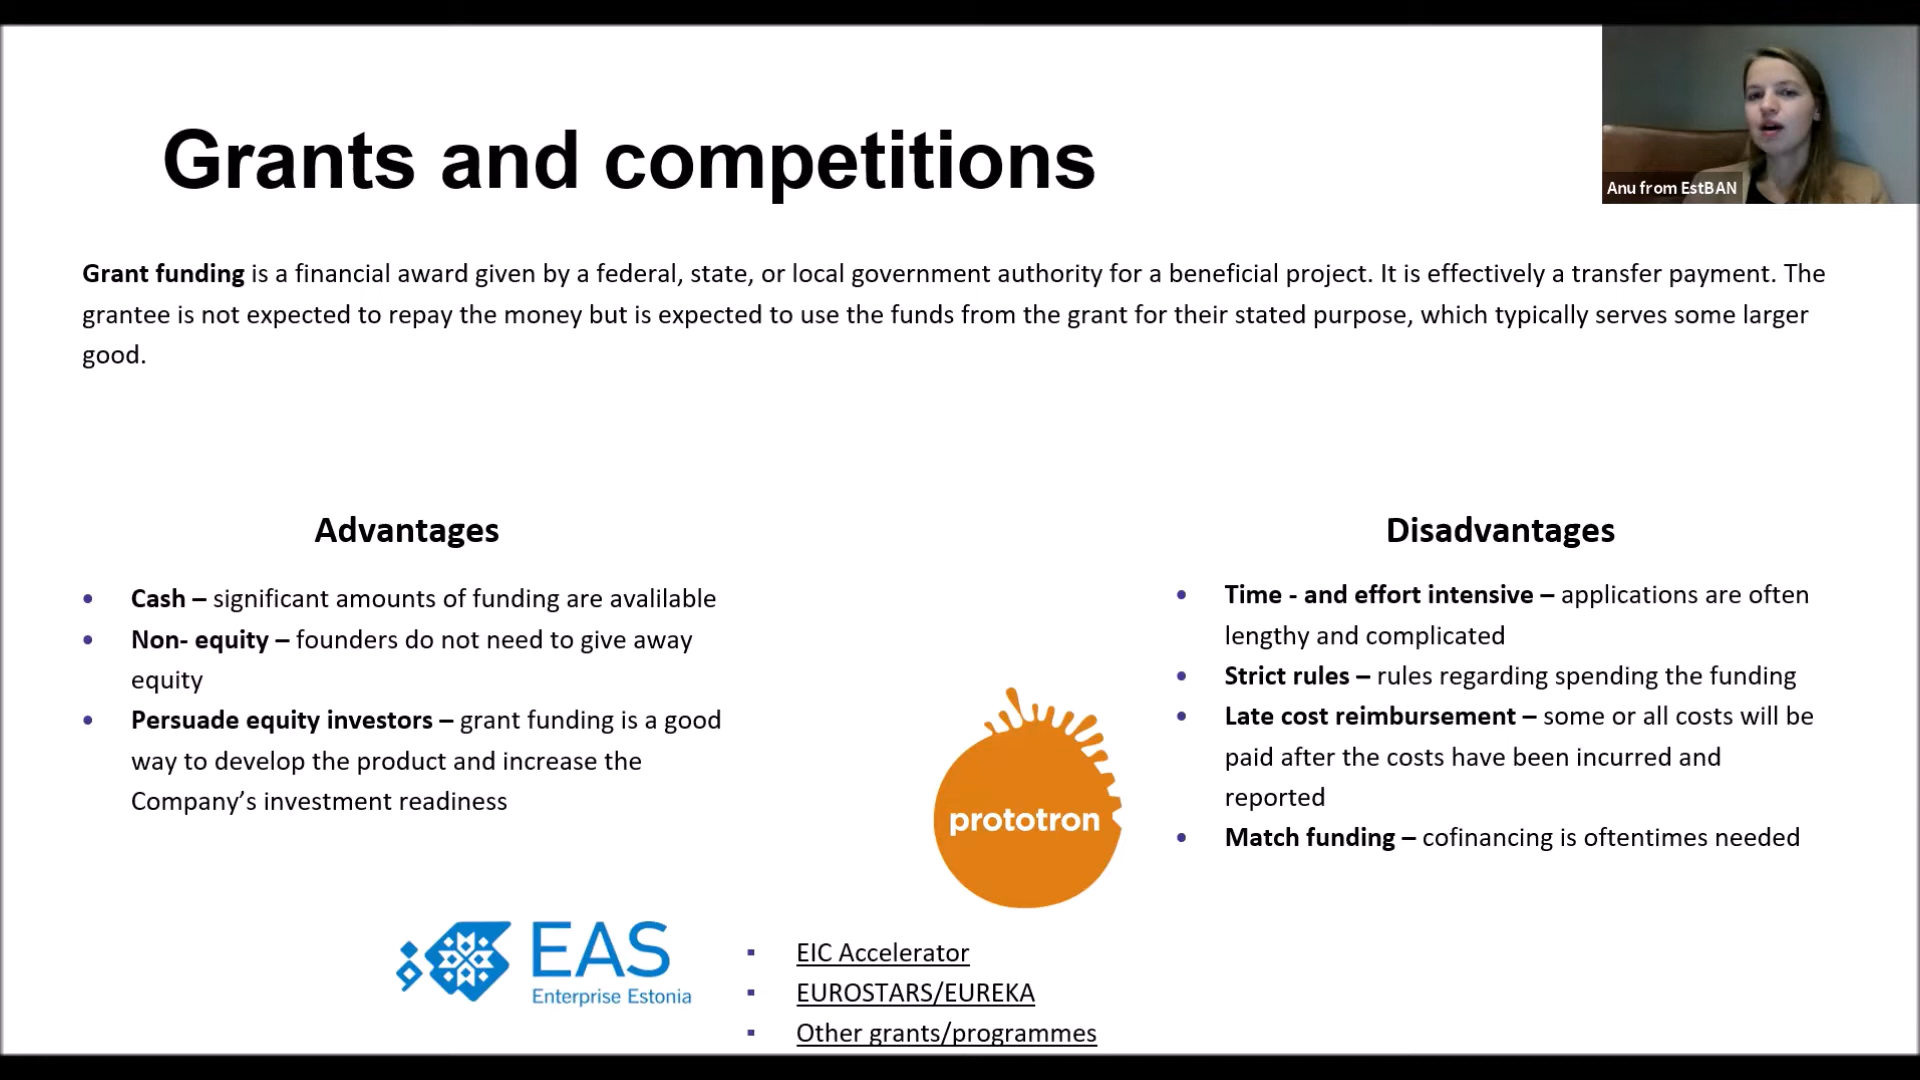 Grants and competitions
Anu from EstBAN
Grant funding is a financial award given by a federal, state, or local government authority for a beneficial project. It is effectively a transfer payment. The
grantee is not expected to repay the money but is expected to use the funds from the grant for their stated purpose, which typically serves some larger
good.
Advantages
• Cash – significant amounts of funding are avalilable
• Non- equity – founders do not need to give away
equity
• Persuade equity investors – grant funding is a good
way to develop the product and increase the
Company’s investment readiness
Disadvantages
• Time - and effort intensive – applications are often
lengthy and complicated
• Strict rules – rules regarding spending the funding
• Late cost reimbursement – some or all costs will be
paid after the costs have been incurred and
reported
• Match funding – cofinancing is oftentimes needed
prototron
EAS
Enterprise Estonia
▪ EIC Accelerator
▪ EUROSTARS/EUREKA
▪ Other grants/programmes